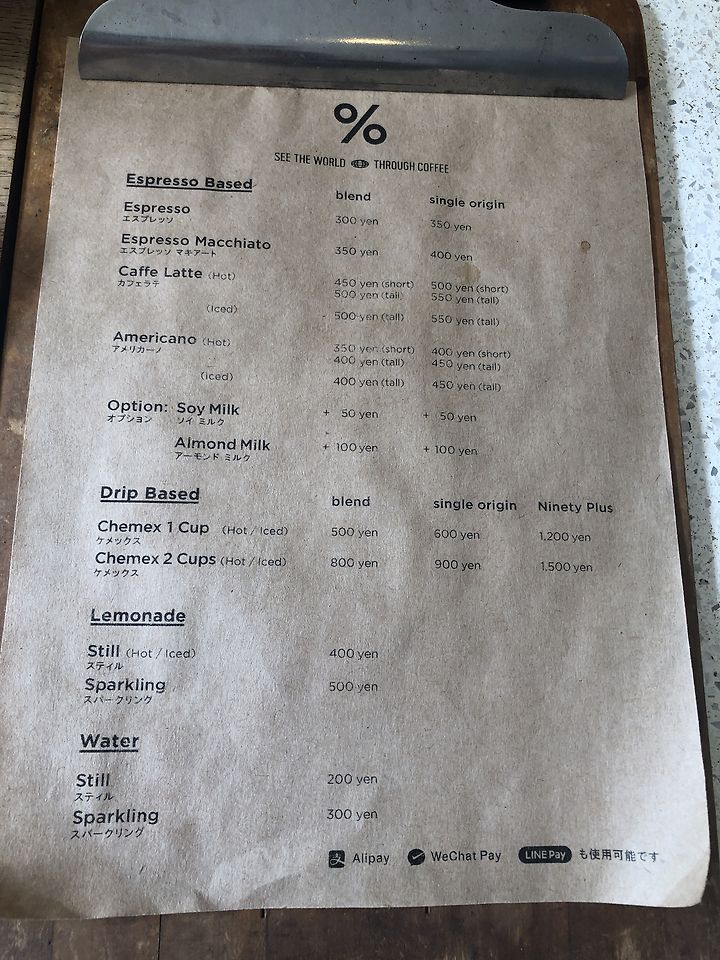 %
SEE THE WORLD THROUGH COFFEE
Espresso Based blend single origin
Espresso 300 yen 350 yen
エスプレッソ
Espresso Macchiato 350 yen 400 yen
エスプレッソ マキアート
Caffe Latte (Hot) 450 yen (short) 500 yen (short)
カフェラテ 500 yen (tall) 550 yen (tall)
(Iced) 500 yen (tall) 550 yen (tall)
Americano (Hot) 350 yen (short) 400 yen (short)
アメリカーノ 400 yen (tall) 450 yen (tall)
(Iced) 400 yen (tall) 450 yen (tall)
Option: Soy Milk + 50 yen + 50 yen
オプション ソイ ミルク
Almond Milk + 100 yen + 100 yen
アーモンド ミルク
Drip Based blend single origin Ninety Plus
Chemex 1 Cup (Hot / Iced) 500 yen 600 yen 1,200 yen
ケメックス
Chemex 2 Cups (Hot / Iced) 800 yen 900 yen 1,500 yen
ケメックス
Lemonade
Still (Hot / Iced) 400 yen
スティル
Sparkling 500 yen
スパークリング
Water
Still 200 yen
スティル
Sparkling 300 yen
スパークリング
支 Alipay WeChat Pay LINE Pay も使用可能です